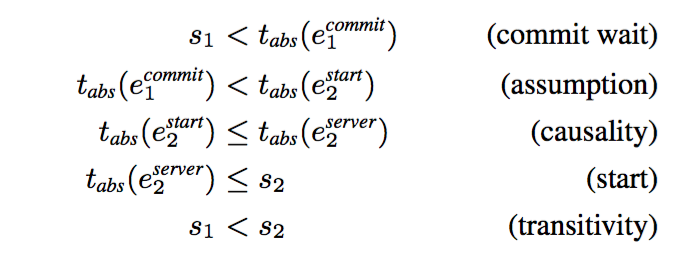 s₁ < t_abs(e₁^commit) (commit wait)
t_abs(e₁^commit) < t_abs(e₂^start) (assumption)
t_abs(e₂^start) ≤ t_abs(e₂^server) (causality)
t_abs(e₂^server) ≤ s₂ (start)
s₁ < s₂ (transitivity)